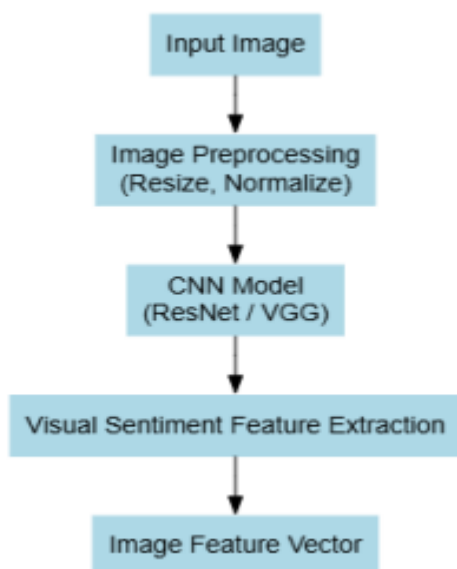 Input Image
Image Preprocessing
(Resize, Normalize)
CNN Model
(ResNet / VGG)
Visual Sentiment Feature Extraction
Image Feature Vector